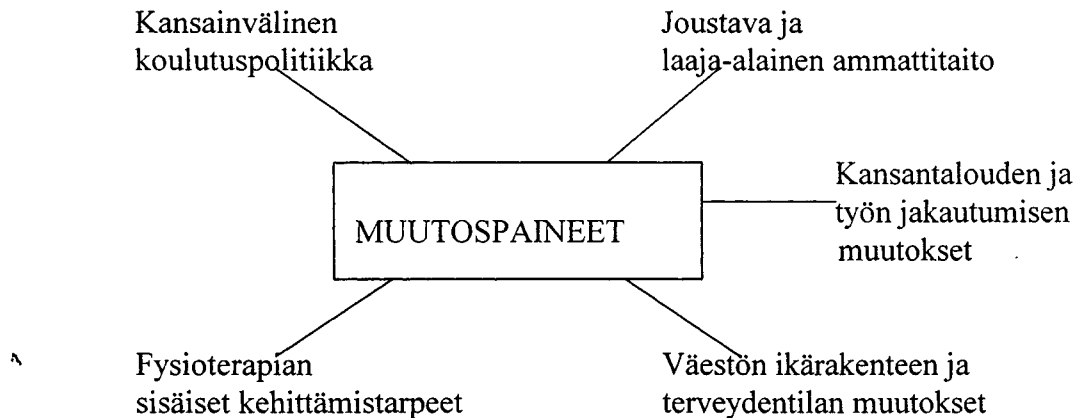 Kansainvälinen
koulutuspolitiikka
Joustava ja
laaja-alainen ammattitaito
MUUTOSPAINEET
Kansantalouden ja
työn jakautumisen
muutokset
Fysioterapian
sisäiset kehittämistarpeet
Väestön ikärakenteen ja
terveydentilan muutokset